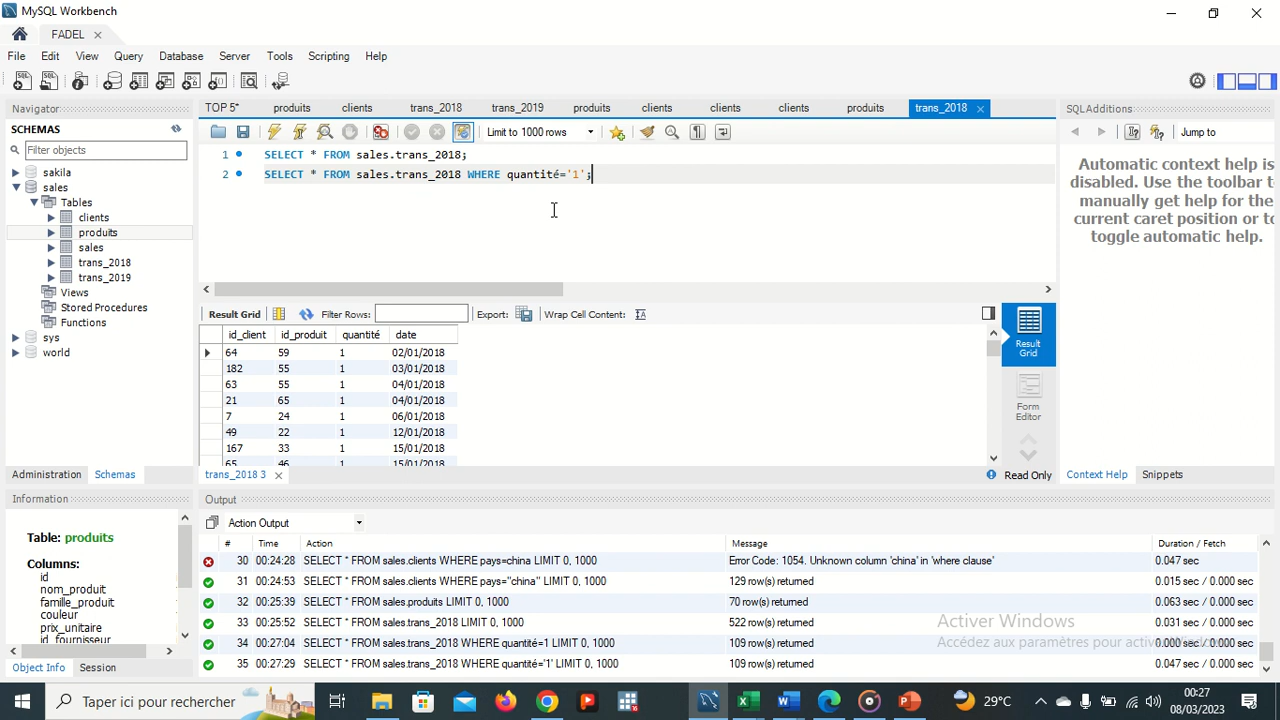 MySQL Workbench
FADEL
File Edit View Query Database Server Tools Scripting Help
Navigator
SCHEMAS
Filter objects
sakila
sales
Tables
clients
produits
sales
trans_2018
trans_2019
Views
Stored Procedures
Functions
sys
world
Administration Schemas
Information
Table: produits
Columns:
id
nom_produit
famille_produit
couleur
prix_unitaire
id_fournisseur
Object Info Session
TOP 5* produits clients trans_2018 trans_2019 produits clients clients clients produits trans_2018
Limit to 1000 rows
1 SELECT * FROM sales.trans_2018;
2 SELECT * FROM sales.trans_2018 WHERE quantité='1';
Result Grid Filter Rows: Export: Wrap Cell Content:
id_client id_produit quantité date
64 59 1 02/01/2018
182 55 1 03/01/2018
63 55 1 04/01/2018
21 65 1 04/01/2018
7 24 1 06/01/2018
49 22 1 12/01/2018
167 33 1 15/01/2018
65 46 1 15/01/2018
Result
Grid
Form
Editor
trans_2018 3
Read Only
SQLAdditions
Jump to
Automatic context help is
disabled. Use the toolbar t
manually get help for the
current caret position or to
toggle automatic help.
Context Help Snippets
Output
Action Output
# Time Action Message Duration / Fetch
30 00:24:28 SELECT * FROM sales.clients WHERE pays=china LIMIT 0, 1000 Error Code: 1054. Unknown column 'china' in 'where clause' 0.047 sec
31 00:24:53 SELECT * FROM sales.clients WHERE pays="china" LIMIT 0, 1000 129 row(s) returned 0.015 sec / 0.000 sec
32 00:25:39 SELECT * FROM sales.produits LIMIT 0, 1000 70 row(s) returned 0.063 sec / 0.000 sec
33 00:25:52 SELECT * FROM sales.trans_2018 LIMIT 0, 1000 522 row(s) returned 0.031 sec / 0.000 sec
34 00:27:04 SELECT * FROM sales.trans_2018 WHERE quantité=1 LIMIT 0, 1000 109 row(s) returned 0.000 sec / 0.000 sec
35 00:27:29 SELECT * FROM sales.trans_2018 WHERE quantité='1' LIMIT 0, 1000 109 row(s) returned 0.047 sec / 0.000 sec
Activer Windows
Accédez aux paramètres pour activer Windows.
Taper ici pour rechercher
29°C
00:27
08/03/2023